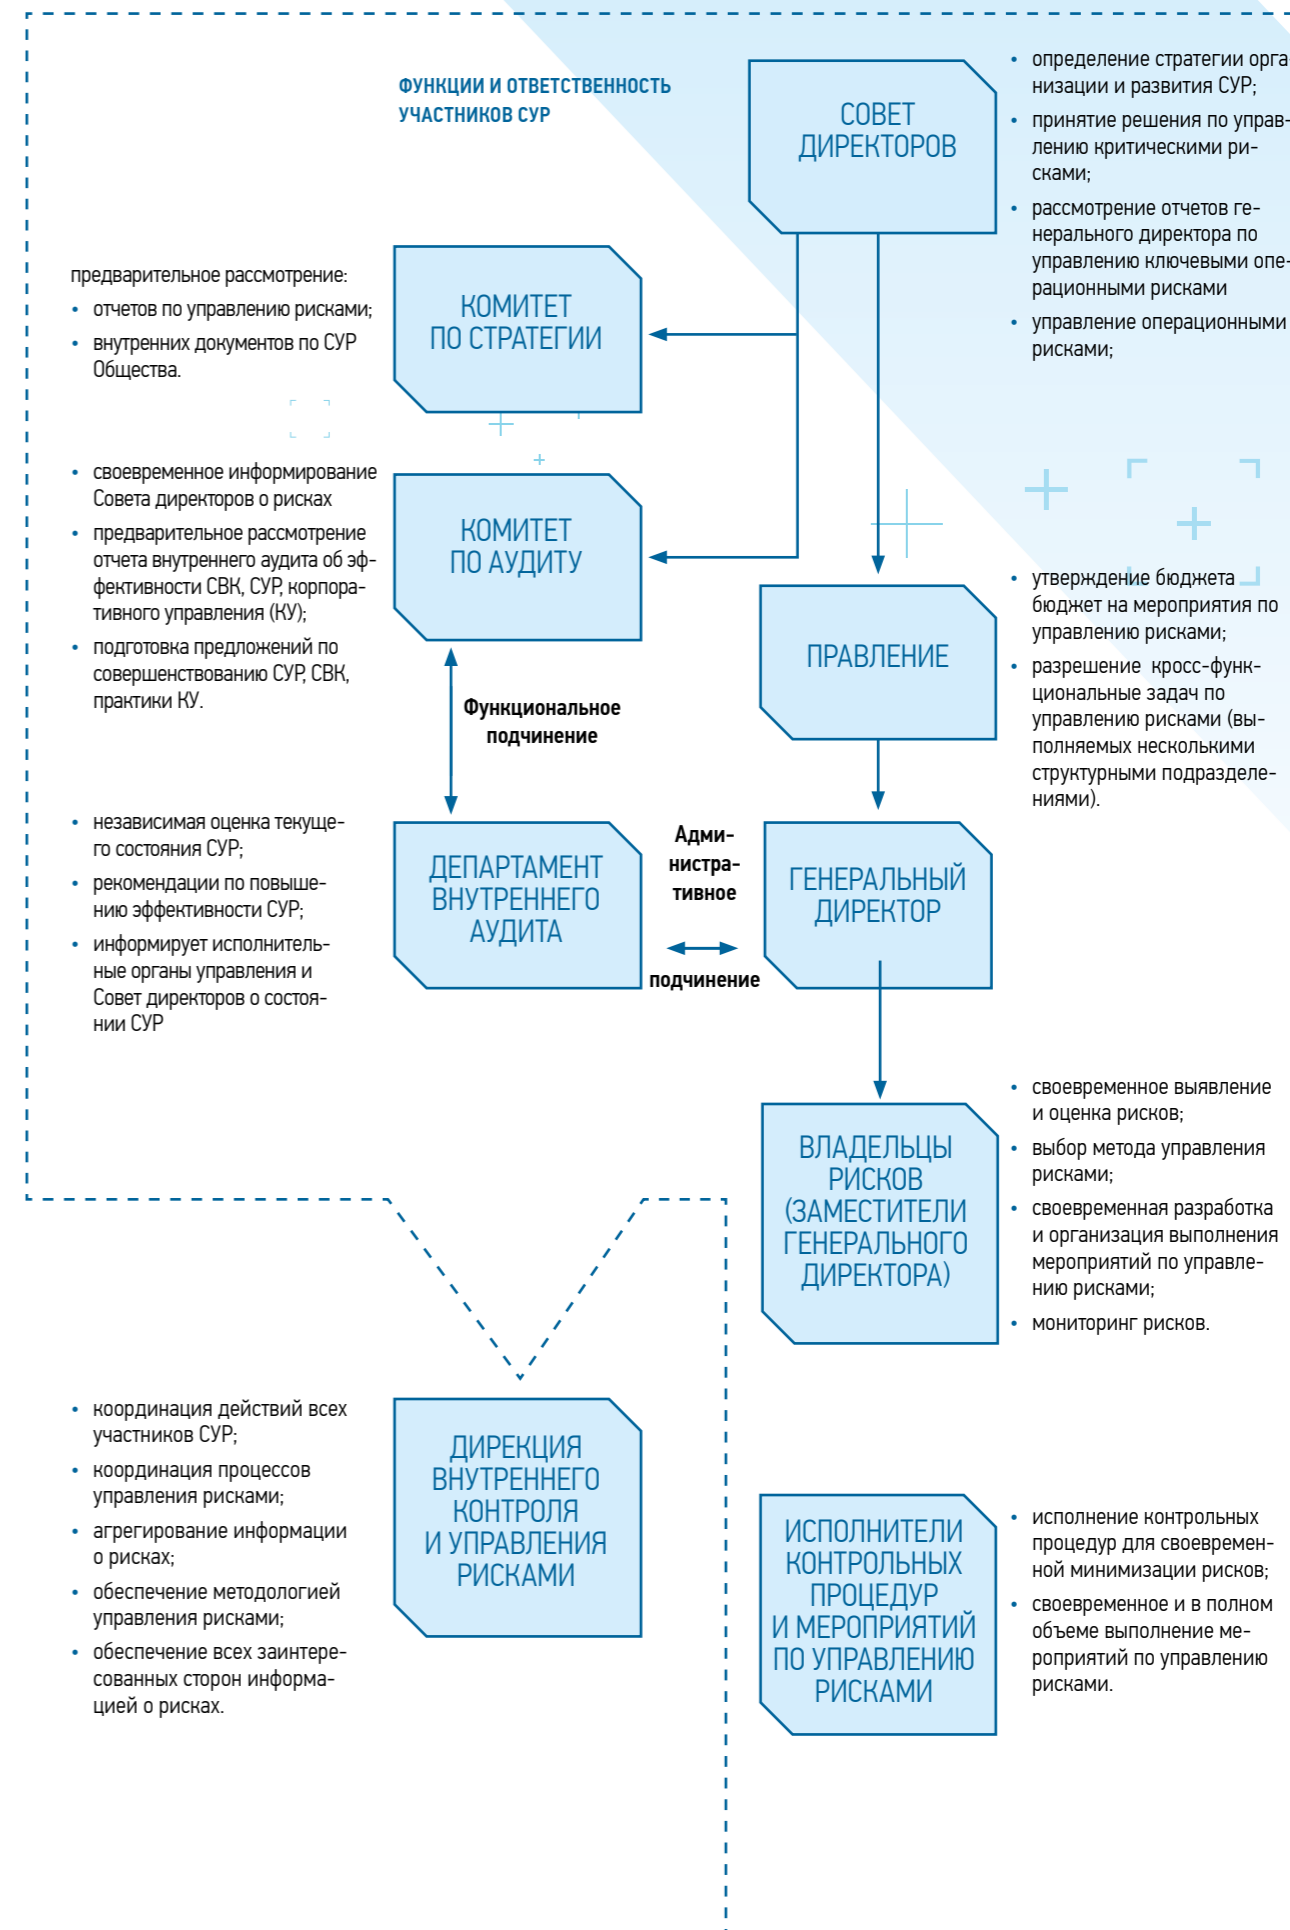 ФУНКЦИИ И ОТВЕТСТВЕННОСТЬ
УЧАСТНИКОВ СУР
СОВЕТ
ДИРЕКТОРОВ
• определение стратегии орга-
низации и развития СУР;
• принятие решения по управ-
лению критическими ри-
сками;
• рассмотрение отчетов ге-
нерального директора по
управлению ключевыми опе-
рационными рисками
• управление операционными
рисками;
предварительное рассмотрение:
• отчетов по управлению рисками;
• внутренних документов по СУР
Общества.
КОМИТЕТ
ПО СТРАТЕГИИ
• своевременное информирование
Совета директоров о рисках
• предварительное рассмотрение
отчета внутреннего аудита об эф-
фективности СВК, СУР, корпора-
тивного управления (КУ);
• подготовка предложений по
совершенствованию СУР, СВК,
практики КУ.
КОМИТЕТ
ПО АУДИТУ
Функциональное
подчинение
ПРАВЛЕНИЕ
• утверждение бюджета
бюджет на мероприятия по
управлению рисками;
• разрешение кросс-функ-
циональные задач по
управлению рисками (вы-
полняемых несколькими
структурными подразделе-
ниями).
• независимая оценка текуще-
го состояния СУР;
• рекомендации по повыше-
нию эффективности СУР;
• информирует исполнитель-
ные органы управления и
Совет директоров о состоя-
нии СУР
ДЕПАРТАМЕНТ
ВНУТРЕННЕГО
АУДИТА
Адми-
нистра-
тивное
подчинение
ГЕНЕРАЛЬНЫЙ
ДИРЕКТОР
ВЛАДЕЛЬЦЫ
РИСКОВ
(ЗАМЕСТИТЕЛИ
ГЕНЕРАЛЬНОГО
ДИРЕКТОРА)
• своевременное выявление
и оценка рисков;
• выбор метода управления
рисками;
• своевременная разработка
и организация выполнения
мероприятий по управле-
нию рисками;
• мониторинг рисков.
• координация действий всех
участников СУР;
• координация процессов
управления рисками;
• агрегирование информации
о рисках;
• обеспечение методологией
управления рисками;
• обеспечение всех заинтере-
сованных сторон информа-
цией о рисках.
ДИРЕКЦИЯ
ВНУТРЕННЕГО
КОНТРОЛЯ
И УПРАВЛЕНИЯ
РИСКАМИ
ИСПОЛНИТЕЛИ
КОНТРОЛЬНЫХ
ПРОЦЕДУР
И МЕРОПРИЯТИЙ
ПО УПРАВЛЕНИЮ
РИСКАМИ
• исполнение контрольных
процедур для своевремен-
ной минимизации рисков;
• своевременное и в полном
объеме выполнение ме-
роприятий по управлению
рисками.